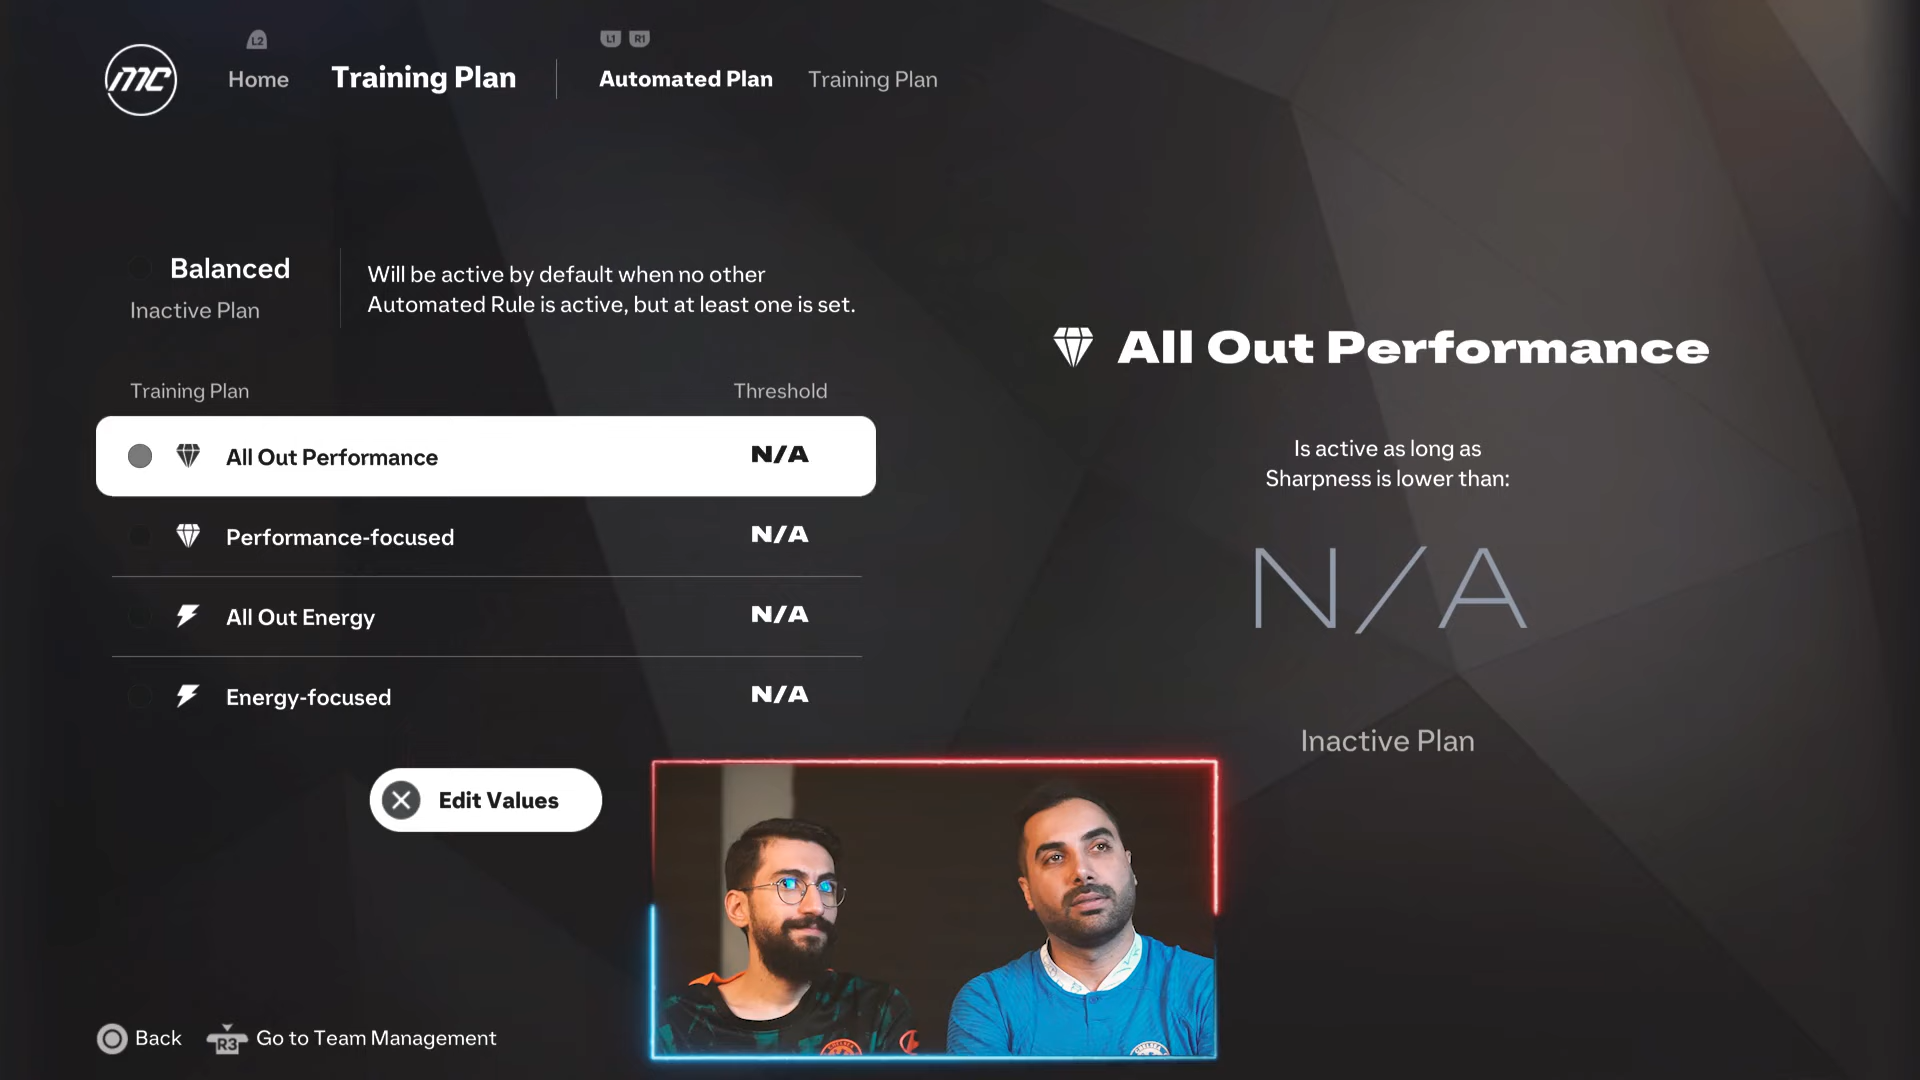 L2
L1 R1
MC
Home
Training Plan
Automated Plan
Training Plan
Balanced
Inactive Plan
Will be active by default when no other
Automated Rule is active, but at least one is set.
Training Plan
Threshold
All Out Performance
N/A
Performance-focused
N/A
All Out Energy
N/A
Energy-focused
N/A
Edit Values
All Out Performance
Is active as long as
Sharpness is lower than:
N/A
Inactive Plan
CHELSEA
CHELSEA
Back
R3
Go to Team Management